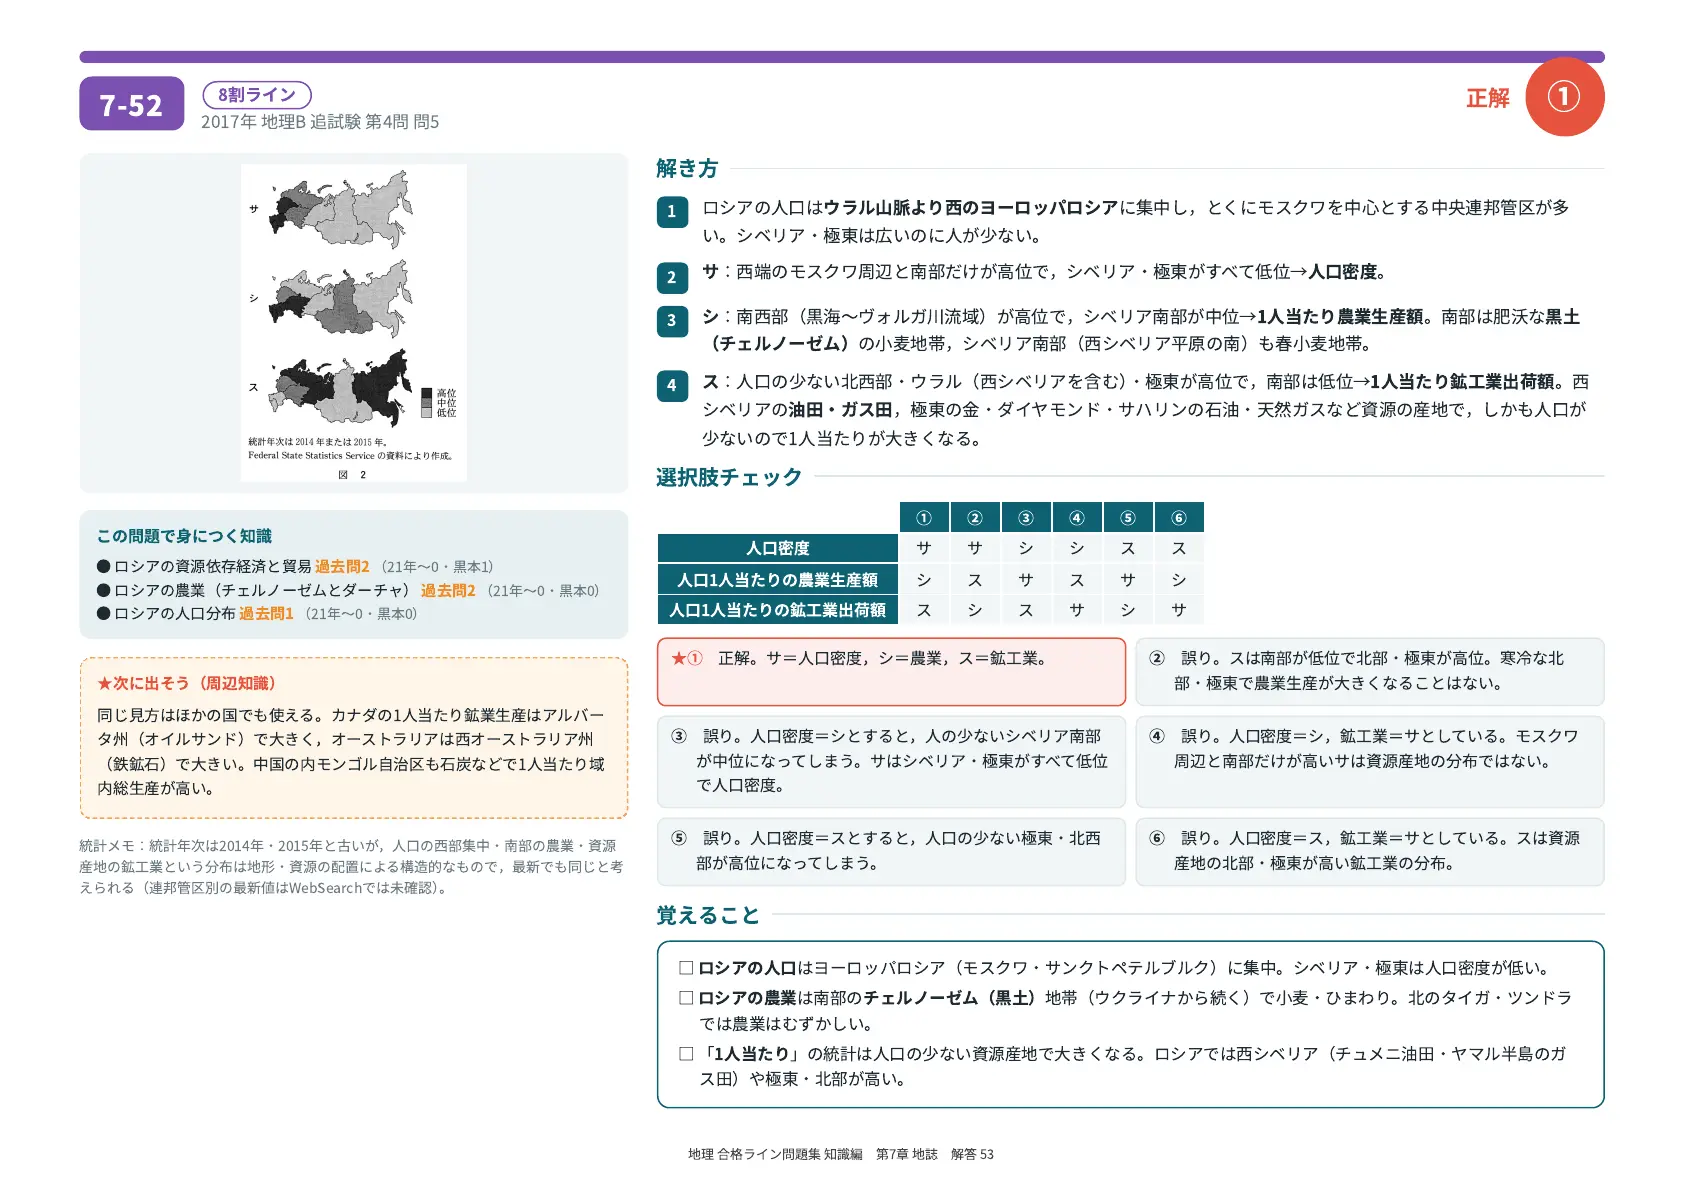 7-52
8割ライン
2017年 地理B 追試験 第4問 問5
正解 ①
サ
シ
ス
高位
中位
低位
統計年次は 2014 年または 2015 年。
Federal State Statistics Service の資料により作成。
図 2
この問題で身につく知識
● ロシアの資源依存経済と貿易 過去問2 （21年～0・黒本1）
● ロシアの農業（チェルノーゼムとダーチャ） 過去問2 （21年～0・黒本0）
● ロシアの人口分布 過去問1 （21年～0・黒本0）
★次に出そう（周辺知識）
同じ見方はほかの国でも使える。カナダの1人当たり鉱業生産はアルバー
タ州（オイルサンド）で大きく，オーストラリアは西オーストラリア州
（鉄鉱石）で大きい。中国の内モンゴル自治区も石炭などで1人当たり域
内総生産が高い。
統計メモ：統計年次は2014年・2015年と古いが，人口の西部集中・南部の農業・資源
産地の鉱工業という分布は地形・資源の配置による構造的なもので，最新でも同じと考
えられる（連邦管区別の最新値はWebSearchでは未確認）。
解き方
1 ロシアの人口はウラル山脈より西のヨーロッパロシアに集中し，とくにモスクワを中心とする中央連邦管区が多
い。シベリア・極東は広いのに人が少ない。
2 サ：西端のモスクワ周辺と南部だけが高位で，シベリア・極東がすべて低位→人口密度。
3 シ：南西部（黒海～ヴォルガ川流域）が高位で，シベリア南部が中位→1人当たり農業生産額。南部は肥沃な黒土
（チェルノーゼム）の小麦地帯，シベリア南部（西シベリア平原の南）も春小麦地帯。
4 ス：人口の少ない北西部・ウラル（西シベリアを含む）・極東が高位で，南部は低位→1人当たり鉱工業出荷額。西
シベリアの油田・ガス田，極東の金・ダイヤモンド・サハリンの石油・天然ガスなど資源の産地で，しかも人口が
少ないので1人当たりが大きくなる。
選択肢チェック
① ② ③ ④ ⑤ ⑥
人口密度 サ サ シ シ ス ス
人口1人当たりの農業生産額 シ ス サ ス サ シ
人口1人当たりの鉱工業出荷額 ス シ ス サ シ サ
★① 正解。サ＝人口密度，シ＝農業，ス＝鉱工業。
② 誤り。スは南部が低位で北部・極東が高位。寒冷な北
部・極東で農業生産が大きくなることはない。
③ 誤り。人口密度＝シとすると，人の少ないシベリア南部
が中位になってしまう。サはシベリア・極東がすべて低位
で人口密度。
④ 誤り。人口密度＝シ，鉱工業＝サとしている。モスクワ
周辺と南部だけが高いサは資源産地の分布ではない。
⑤ 誤り。人口密度＝スとすると，人口の少ない極東・北西
部が高位になってしまう。
⑥ 誤り。人口密度＝ス，鉱工業＝サとしている。スは資源
産地の北部・極東が高い鉱工業の分布。
覚えること
□ ロシアの人口はヨーロッパロシア（モスクワ・サンクトペテルブルク）に集中。シベリア・極東は人口密度が低い。
□ ロシアの農業は南部のチェルノーゼム（黒土）地帯（ウクライナから続く）で小麦・ひまわり。北のタイガ・ツンドラ
では農業はむずかしい。
□ 「1人当たり」の統計は人口の少ない資源産地で大きくなる。ロシアでは西シベリア（チュメニ油田・ヤマル半島のガ
ス田）や極東・北部が高い。
地理 合格ライン問題集 知識編 第7章 地誌 解答 53